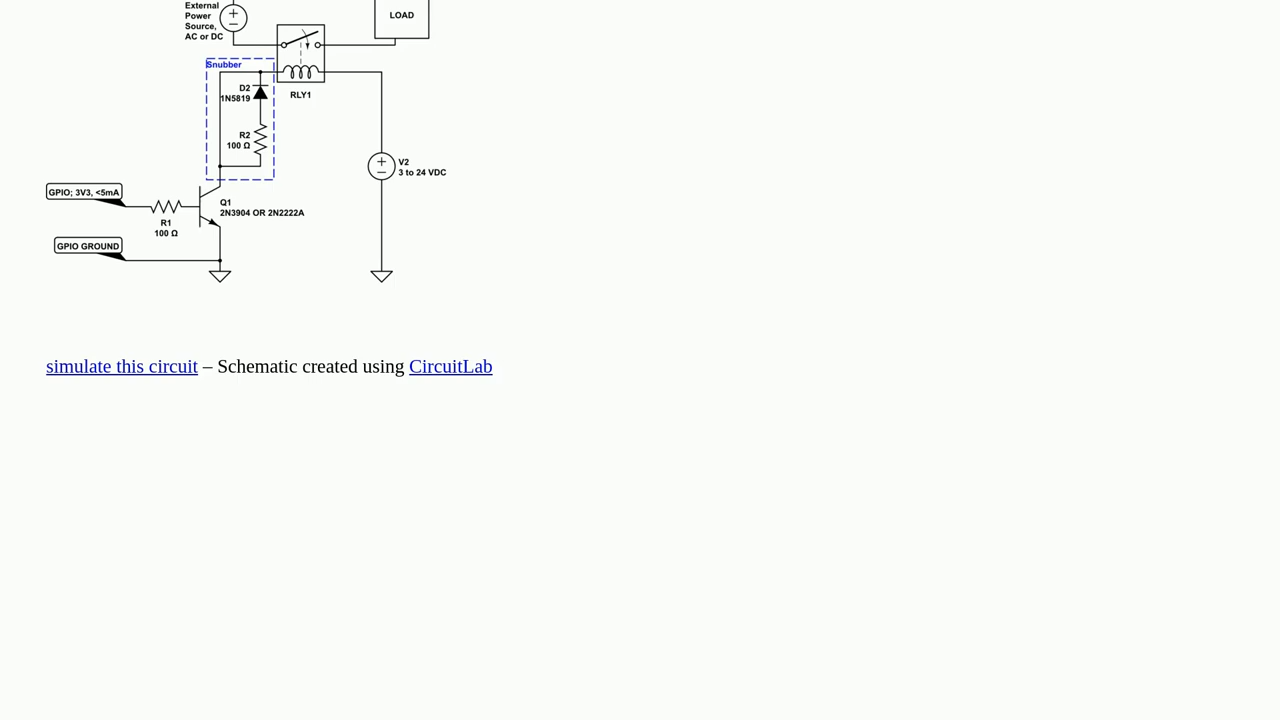 External
Power
Source,
AC or DC
LOAD
Snubber
D2
1N5819
RLY1
R2
100 Ω
V2
3 to 24 VDC
GPIO; 3V3, <5mA
Q1
2N3904 OR 2N2222A
R1
100 Ω
GPIO GROUND
simulate this circuit – Schematic created using CircuitLab